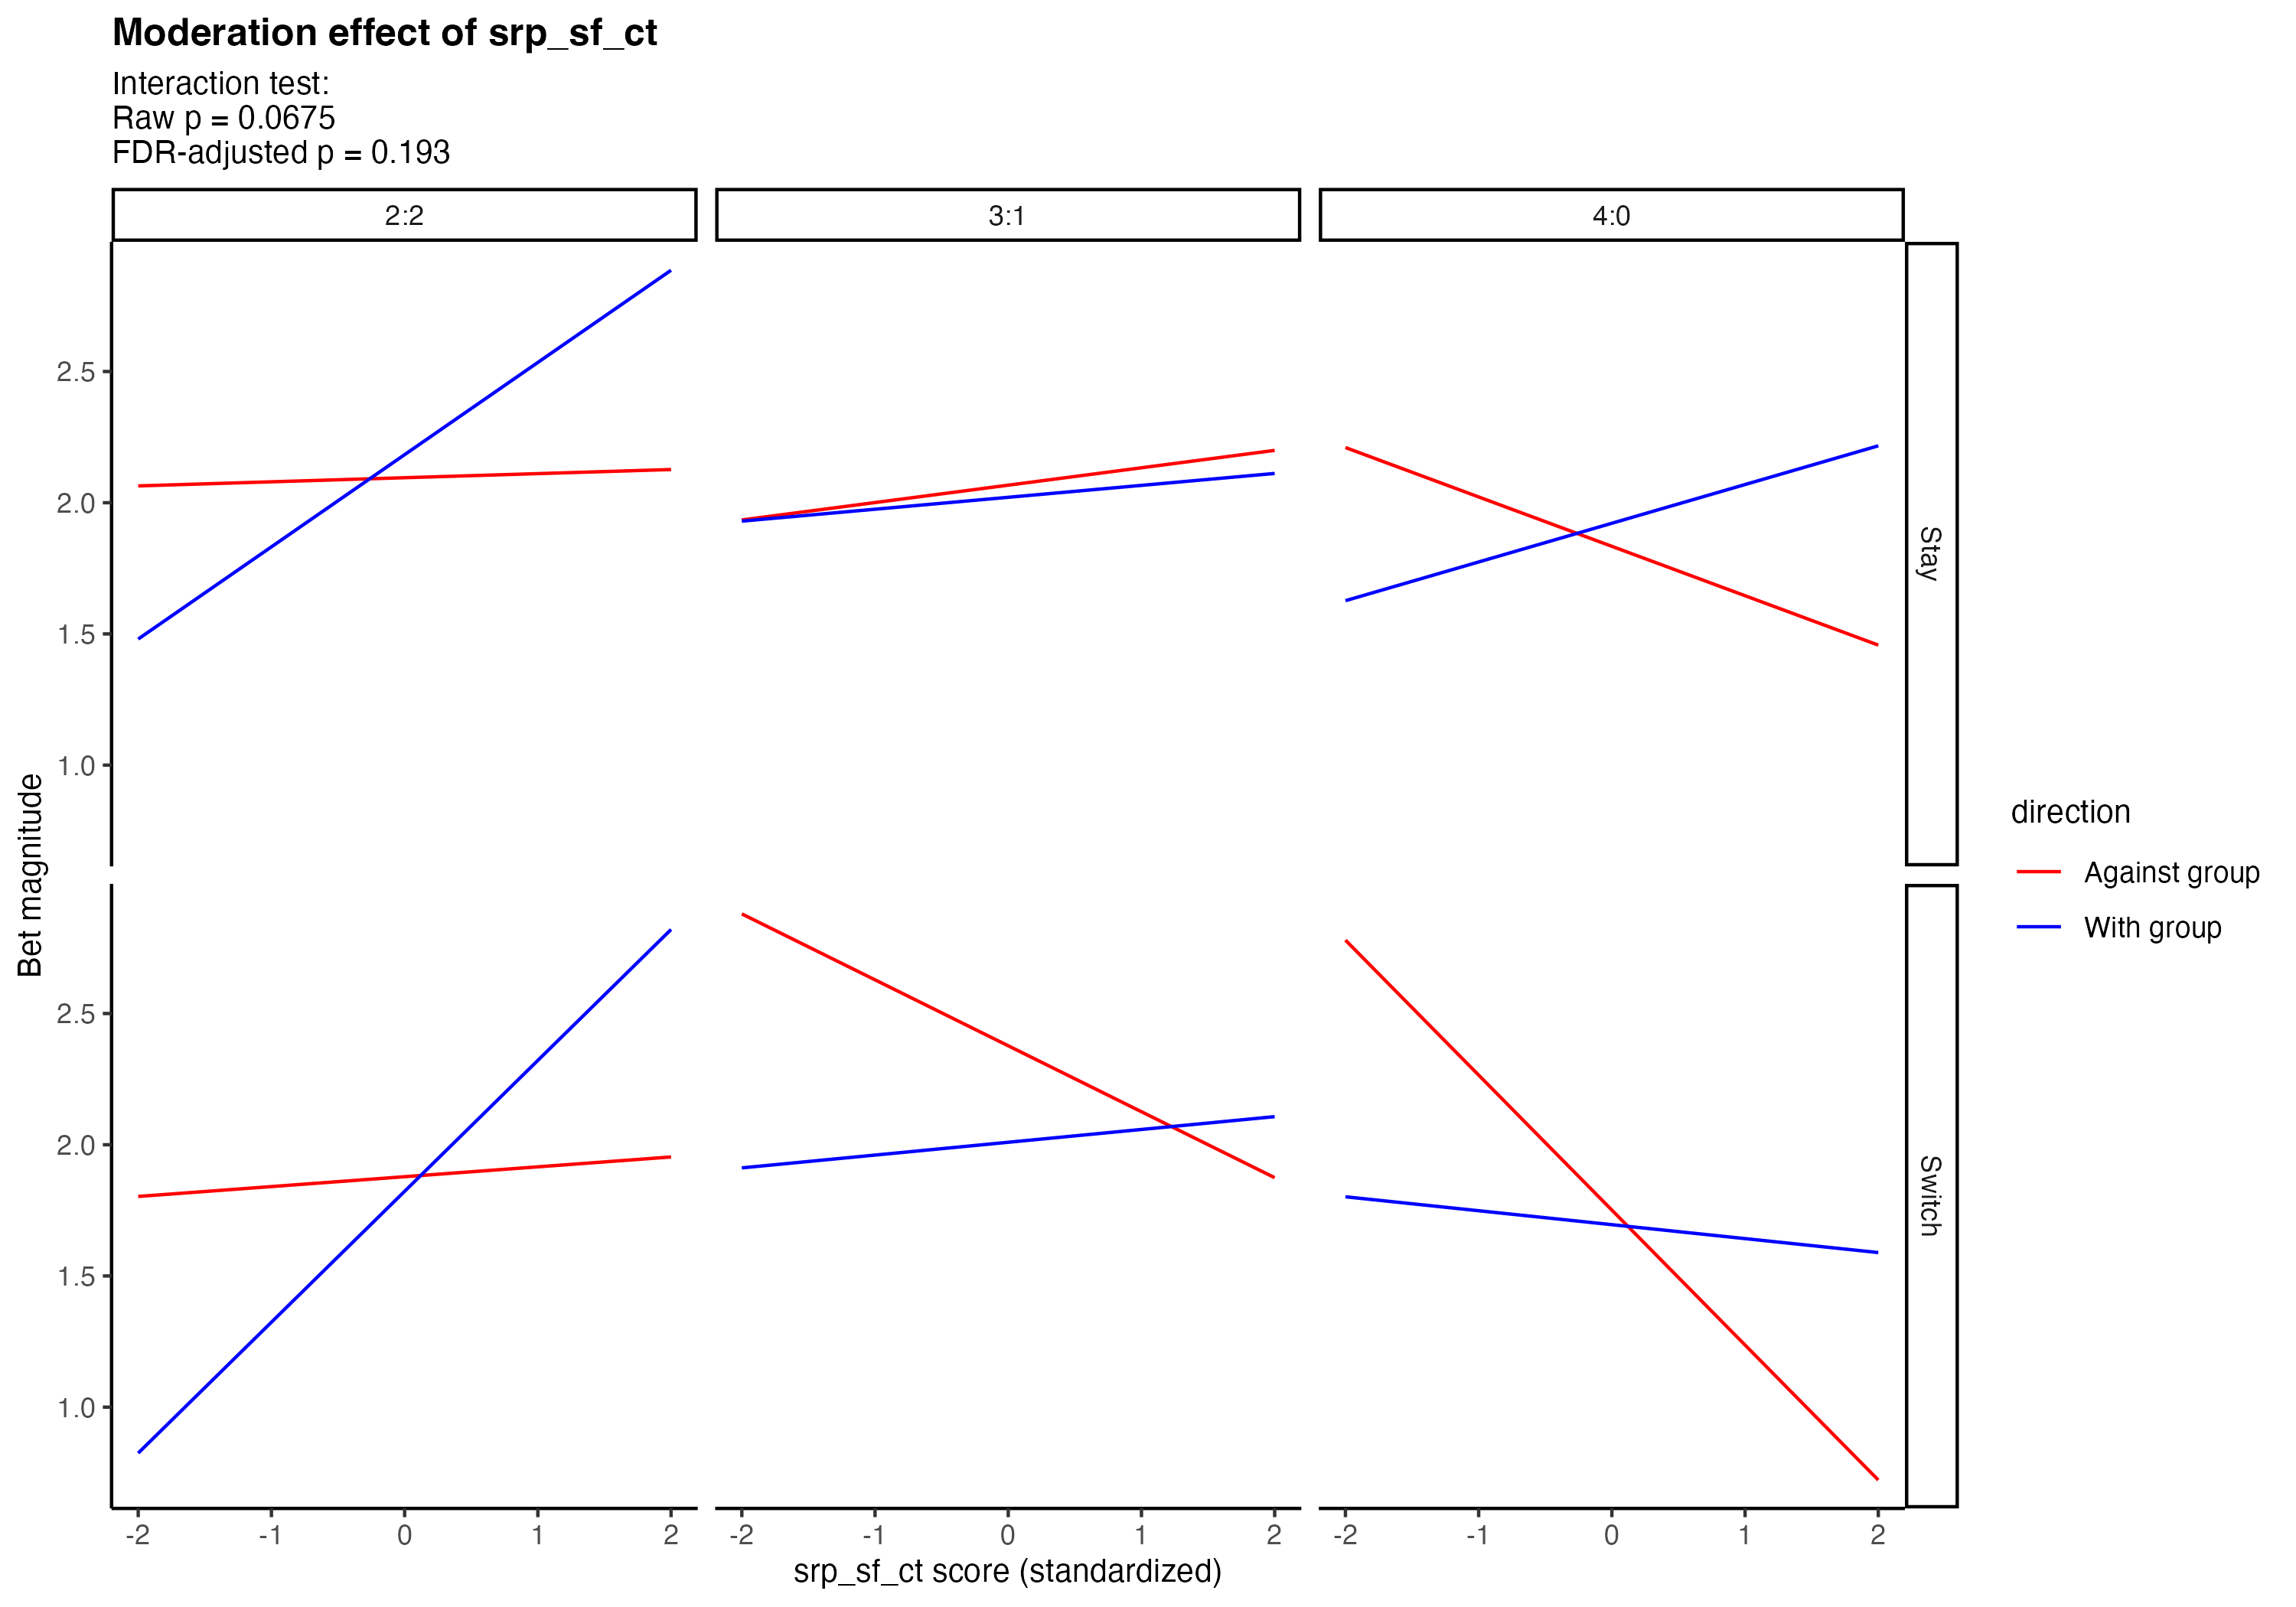 Moderation effect of srp_sf_ct
Interaction test:
Raw p = 0.0675
FDR-adjusted p = 0.193
2:2
3:1
4:0
2.5
2.0
1.5
1.0
Stay
Bet magnitude
2.5
2.0
1.5
1.0
Switch
direction
Against group
With group
-2 -1 0 1 2 -2 -1 0 1 2 -2 -1 0 1 2
srp_sf_ct score (standardized)